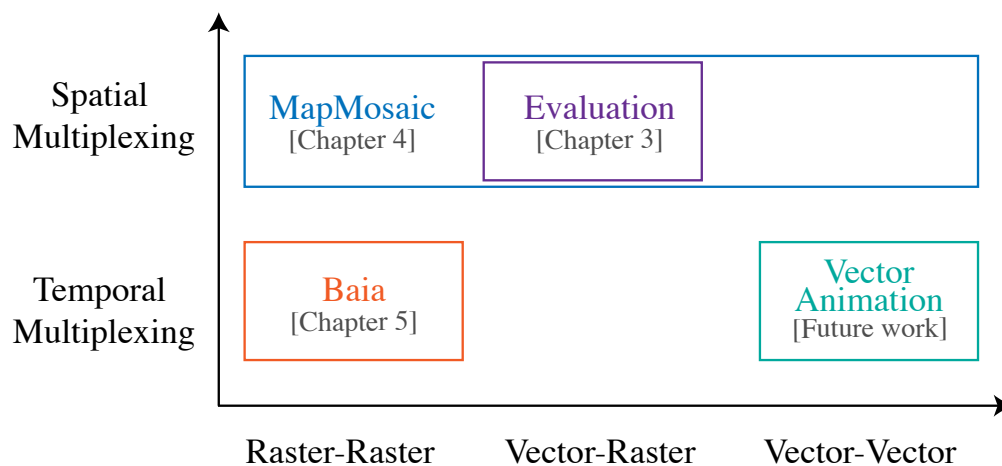 Spatial
Multiplexing
MapMosaic
[Chapter 4]
Evaluation
[Chapter 3]
Temporal
Multiplexing
Baia
[Chapter 5]
Vector
Animation
[Future work]
Raster-Raster
Vector-Raster
Vector-Vector